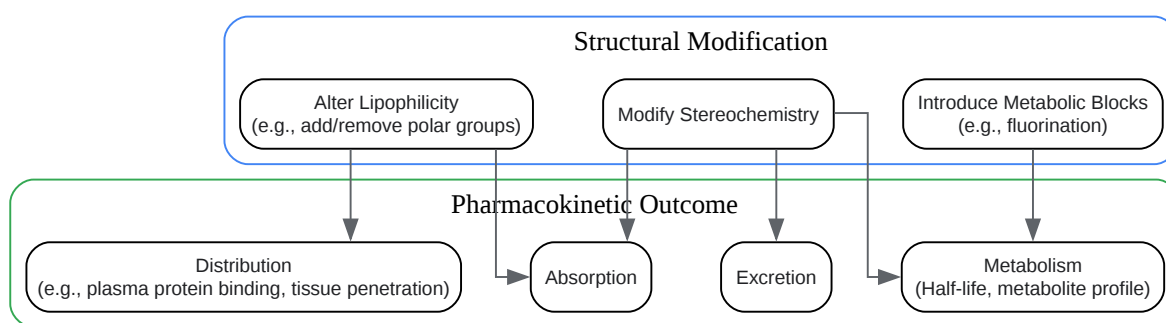 Structural Modification
Alter Lipophilicity
(e.g., add/remove polar groups)
Modify Stereochemistry
Introduce Metabolic Blocks
(e.g., fluorination)
Pharmacokinetic Outcome
Distribution
(e.g., plasma protein binding, tissue penetration)
Absorption
Excretion
Metabolism
(Half-life, metabolite profile)